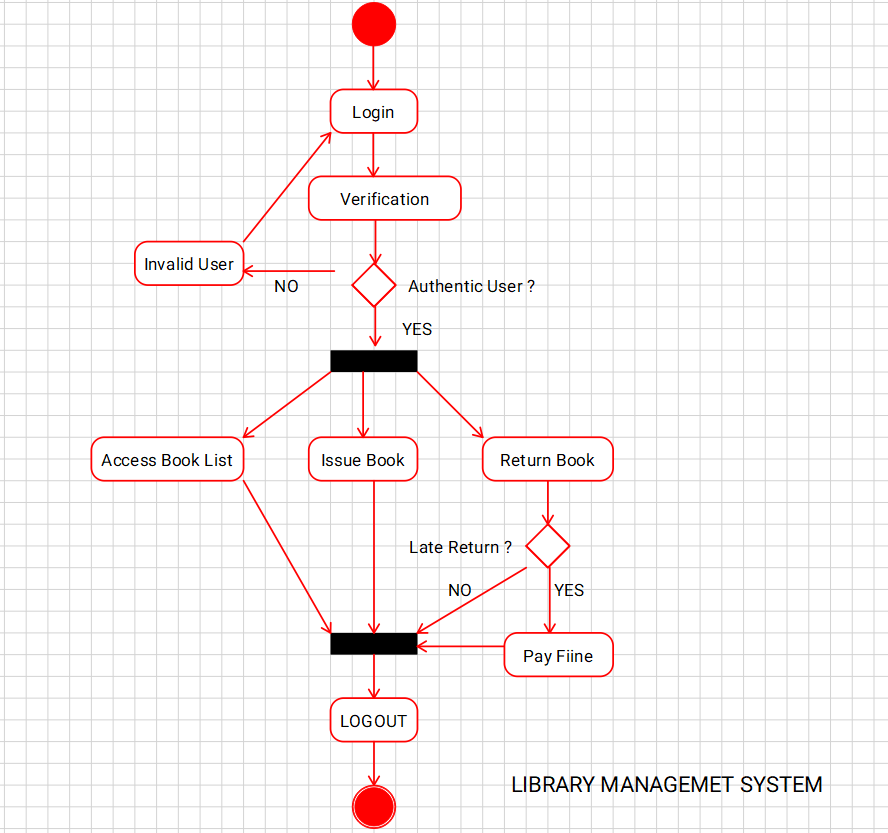 Login
Verification
Invalid User
NO
Authentic User ?
YES
Access Book List
Issue Book
Return Book
Late Return ?
NO
YES
Pay Fiine
LOGOUT
LIBRARY MANAGEMET SYSTEM